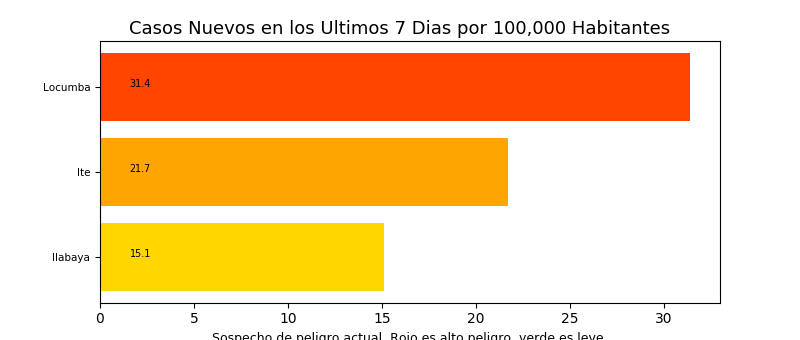 Casos Nuevos en los Ultimos 7 Dias por 100,000 Habitantes
Locumba
31.4
Ite
21.7
Ilabaya
15.1
0 5 10 15 20 25 30
Sospecho de peligro actual. Rojo es alto peligro, verde es leve